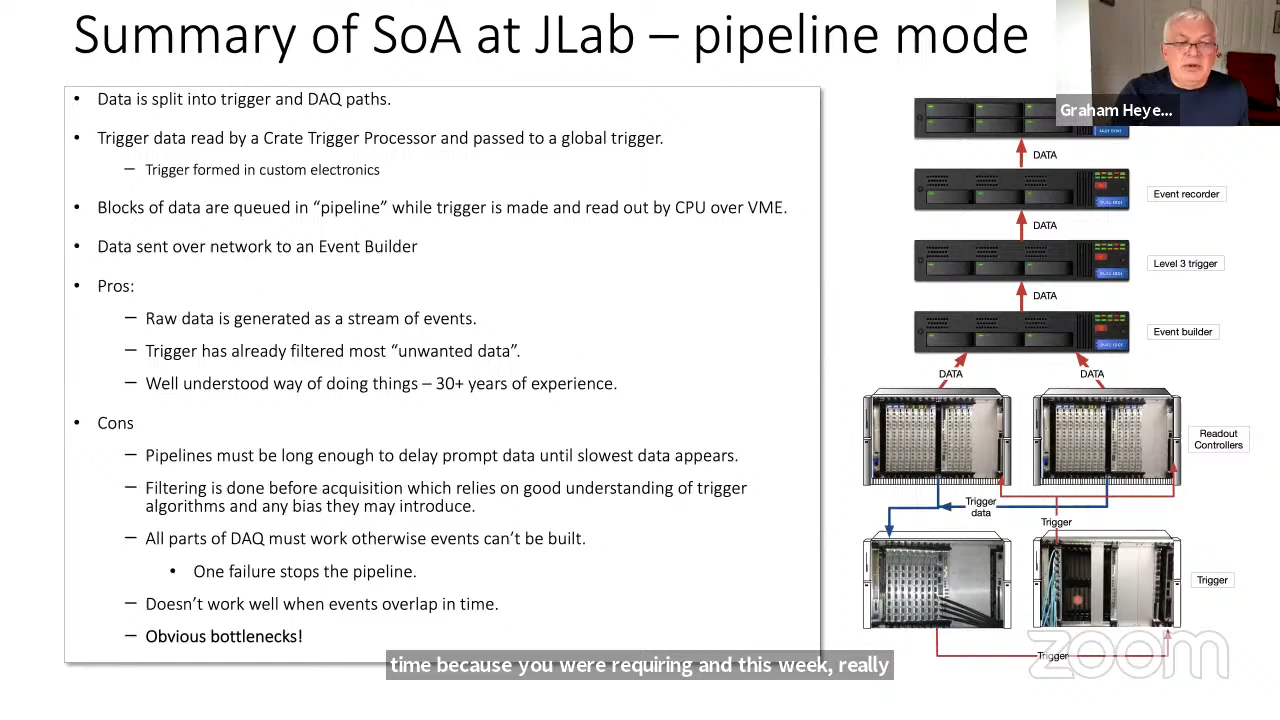 Summary of SoA at JLab – pipeline mode
Graham Heye...
• Data is split into trigger and DAQ paths.
• Trigger data read by a Crate Trigger Processor and passed to a global trigger.
– Trigger formed in custom electronics
• Blocks of data are queued in “pipeline” while trigger is made and read out by CPU over VME.
• Data sent over network to an Event Builder
• Pros:
– Raw data is generated as a stream of events.
– Trigger has already filtered most “unwanted data”.
– Well understood way of doing things – 30+ years of experience.
• Cons
– Pipelines must be long enough to delay prompt data until slowest data appears.
– Filtering is done before acquisition which relies on good understanding of trigger
algorithms and any bias they may introduce.
– All parts of DAQ must work otherwise events can’t be built.
• One failure stops the pipeline.
– Doesn’t work well when events overlap in time.
– Obvious bottlenecks!
DATA
Event recorder
DATA
Level 3 trigger
DATA
Event builder
DATA
DATA
Readout
Controllers
Trigger
data
Trigger
Trigger
Trigger
zoom
time because you were requiring and this week, really